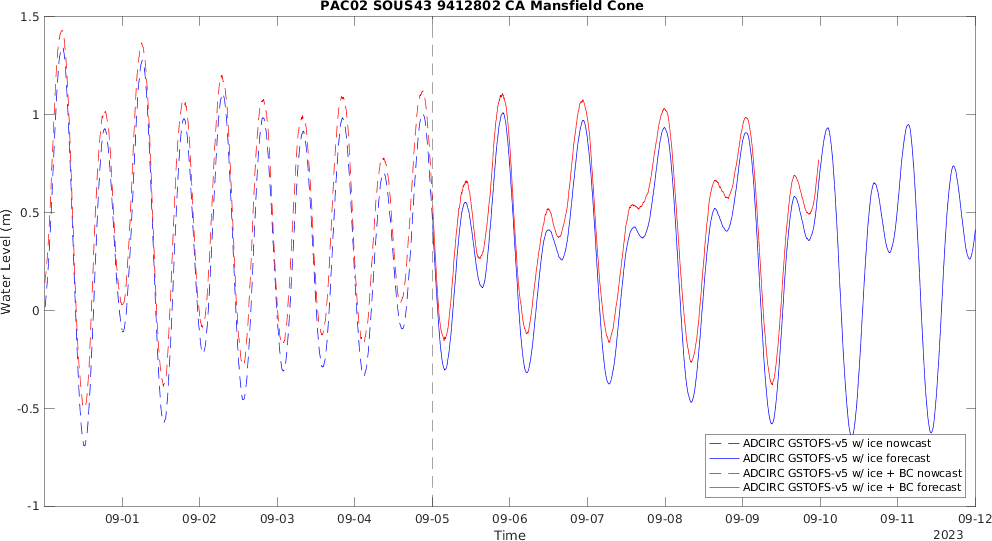 PAC02 SOUS43 9412802 CA Mansfield Cone
1.5
1
0.5
0
-0.5
-1
Water Level (m)
09-01 09-02 09-03 09-04 09-05 09-06 09-07 09-08 09-09 09-10 09-11 09-12
Time
2023
ADCIRC GSTOFS-v5 w/ ice nowcast
ADCIRC GSTOFS-v5 w/ ice forecast
ADCIRC GSTOFS-v5 w/ ice + BC nowcast
ADCIRC GSTOFS-v5 w/ ice + BC forecast